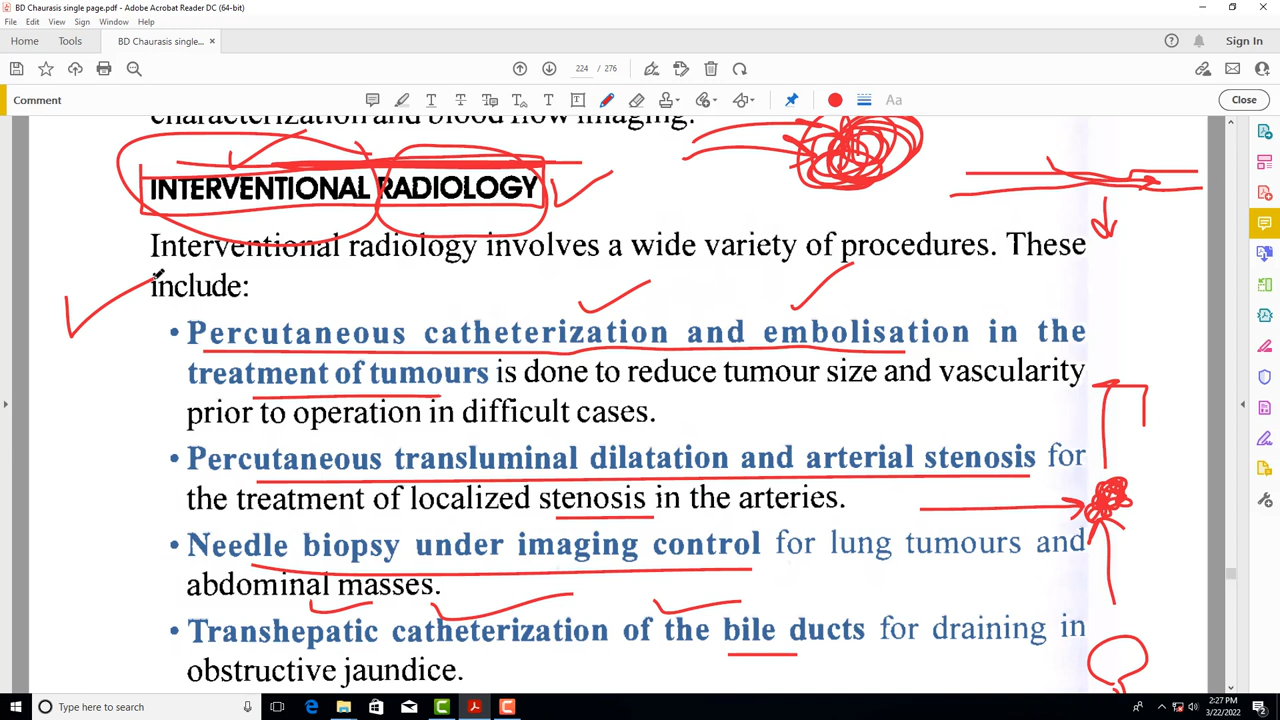 BD Chaurasis single page.pdf - Adobe Acrobat Reader DC (64-bit)
File Edit View Sign Window Help
Home Tools BD Chaurasis single... × Sign In
224 / 276
Comment Aa Close
characterization and blood flow imaging.
INTERVENTIONAL RADIOLOGY
Interventional radiology involves a wide variety of procedures. These
include:
• Percutaneous catheterization and embolisation in the
treatment of tumours is done to reduce tumour size and vascularity
prior to operation in difficult cases.
• Percutaneous transluminal dilatation and arterial stenosis for
the treatment of localized stenosis in the arteries.
• Needle biopsy under imaging control for lung tumours and
abdominal masses.
• Transhepatic catheterization of the bile ducts for draining in
obstructive jaundice.
Type here to search
2:27 PM
3/22/2022
2